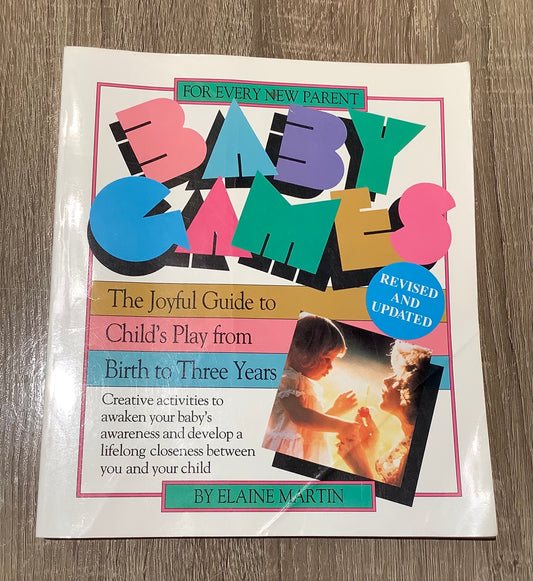 FOR EVERY NEW PARENT
BABY
GAMES
REVISED
AND
UPDATED
The Joyful Guide to
Child's Play from
Birth to Three Years
Creative activities to
awaken your baby's
awareness and develop a
lifelong closeness between
you and your child
BY ELAINE MARTIN